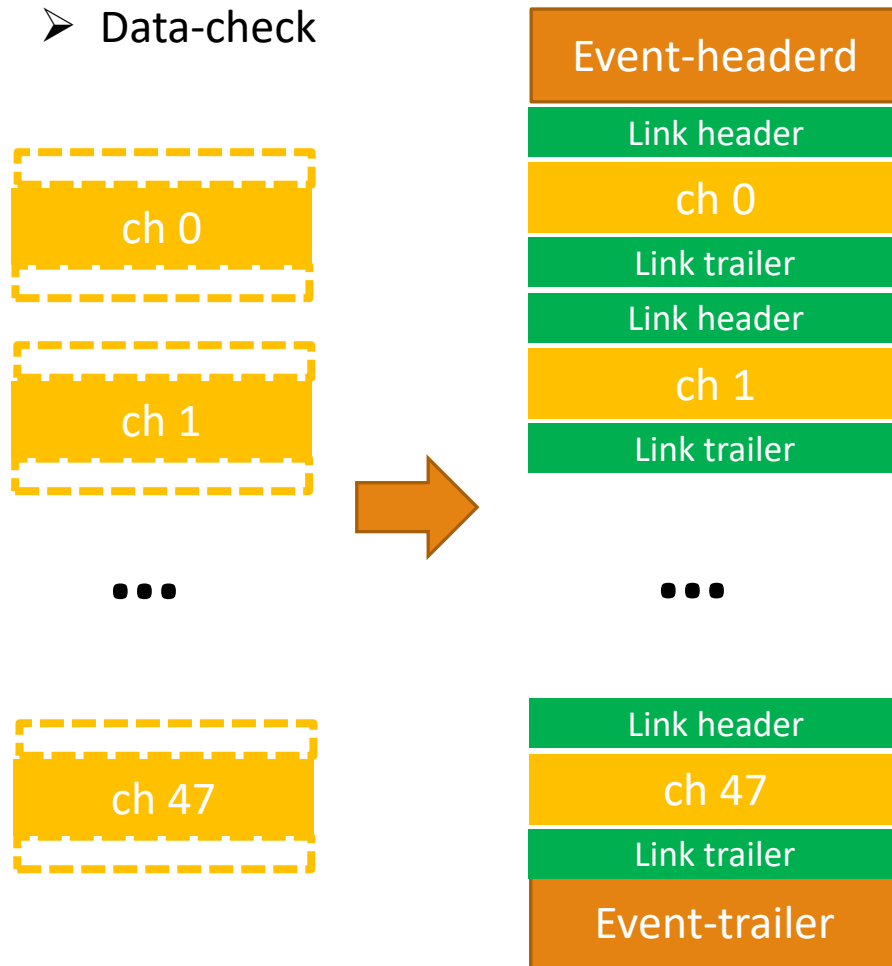 ➢ Data-check
ch 0
ch 1
...
ch 47
Event-headerd
Link header
ch 0
Link trailer
Link header
ch 1
Link trailer
...
Link header
ch 47
Link trailer
Event-trailer